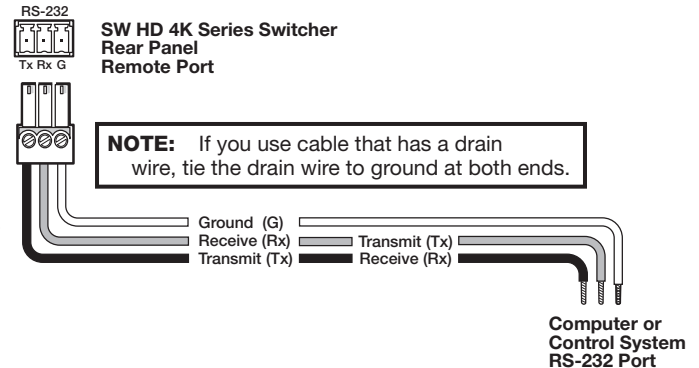 RS-232
Tx Rx G
SW HD 4K Series Switcher
Rear Panel
Remote Port
NOTE: If you use cable that has a drain
wire, tie the drain wire to ground at both ends.
Ground (G)
Receive (Rx) Transmit (Tx)
Transmit (Tx) Receive (Rx)
Computer or
Control System
RS-232 Port